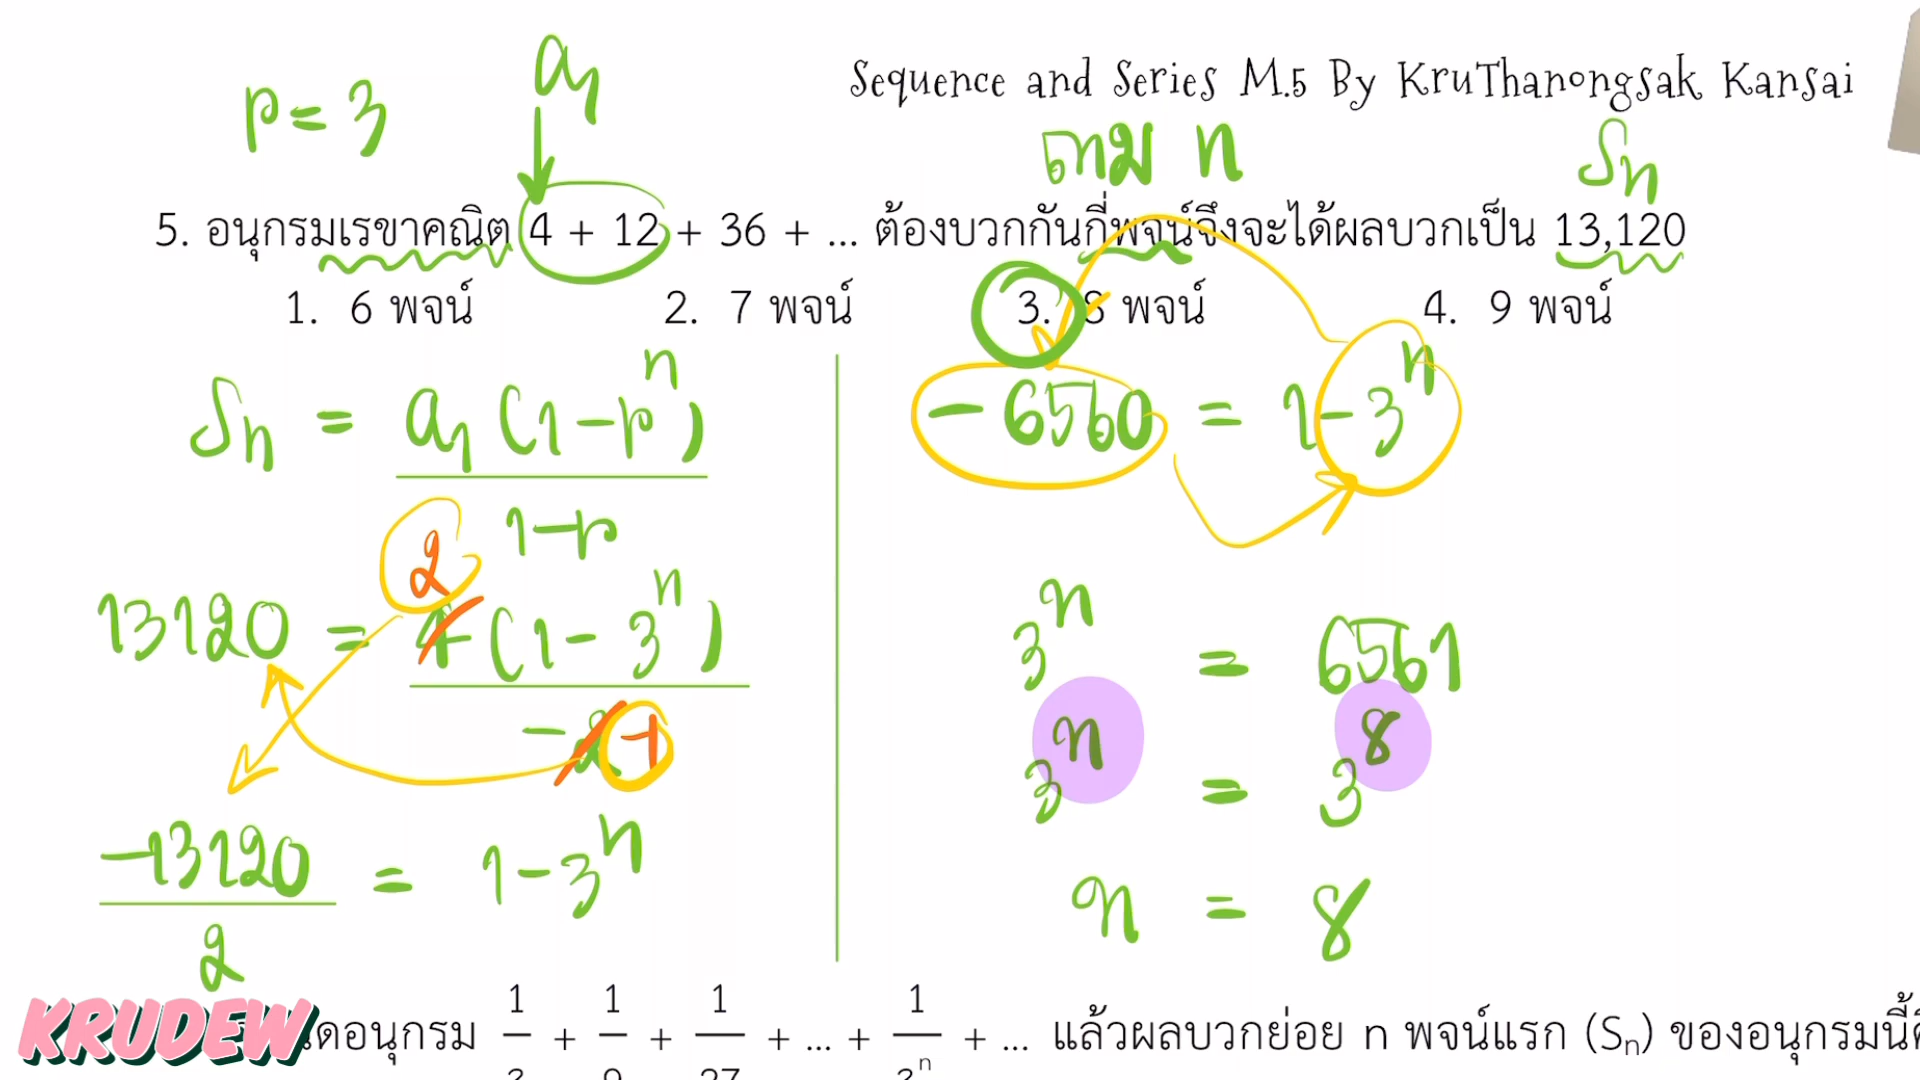 r = 3
a1
Sequence and Series M.5 By KruThanongsak Kansai
เทม n
Sn
5. อนุกรมเรขาคณิต 4 + 12 + 36 + ... ต้องบวกกันกี่พจน์จึงจะได้ผลบวกเป็น 13,120
1. 6 พจน์ 2. 7 พจน์ 3. 8 พจน์ 4. 9 พจน์
Sn = a1 (1 - r^n) / 1 - r
-6560 = 1 - 3^n
2
13120 = 4 (1 - 3^n) / -2 1
3^n = 6561
3^n = 3^8
-13120 / 2 = 1 - 3^n
n = 8
KRUDEW
ดอนุกรม 1/3 + 1/9 + 1/27 + ... + 1/3^n + ... แล้วผลบวกย่อย n พจน์แรก (Sn) ของอนุกรมนี้